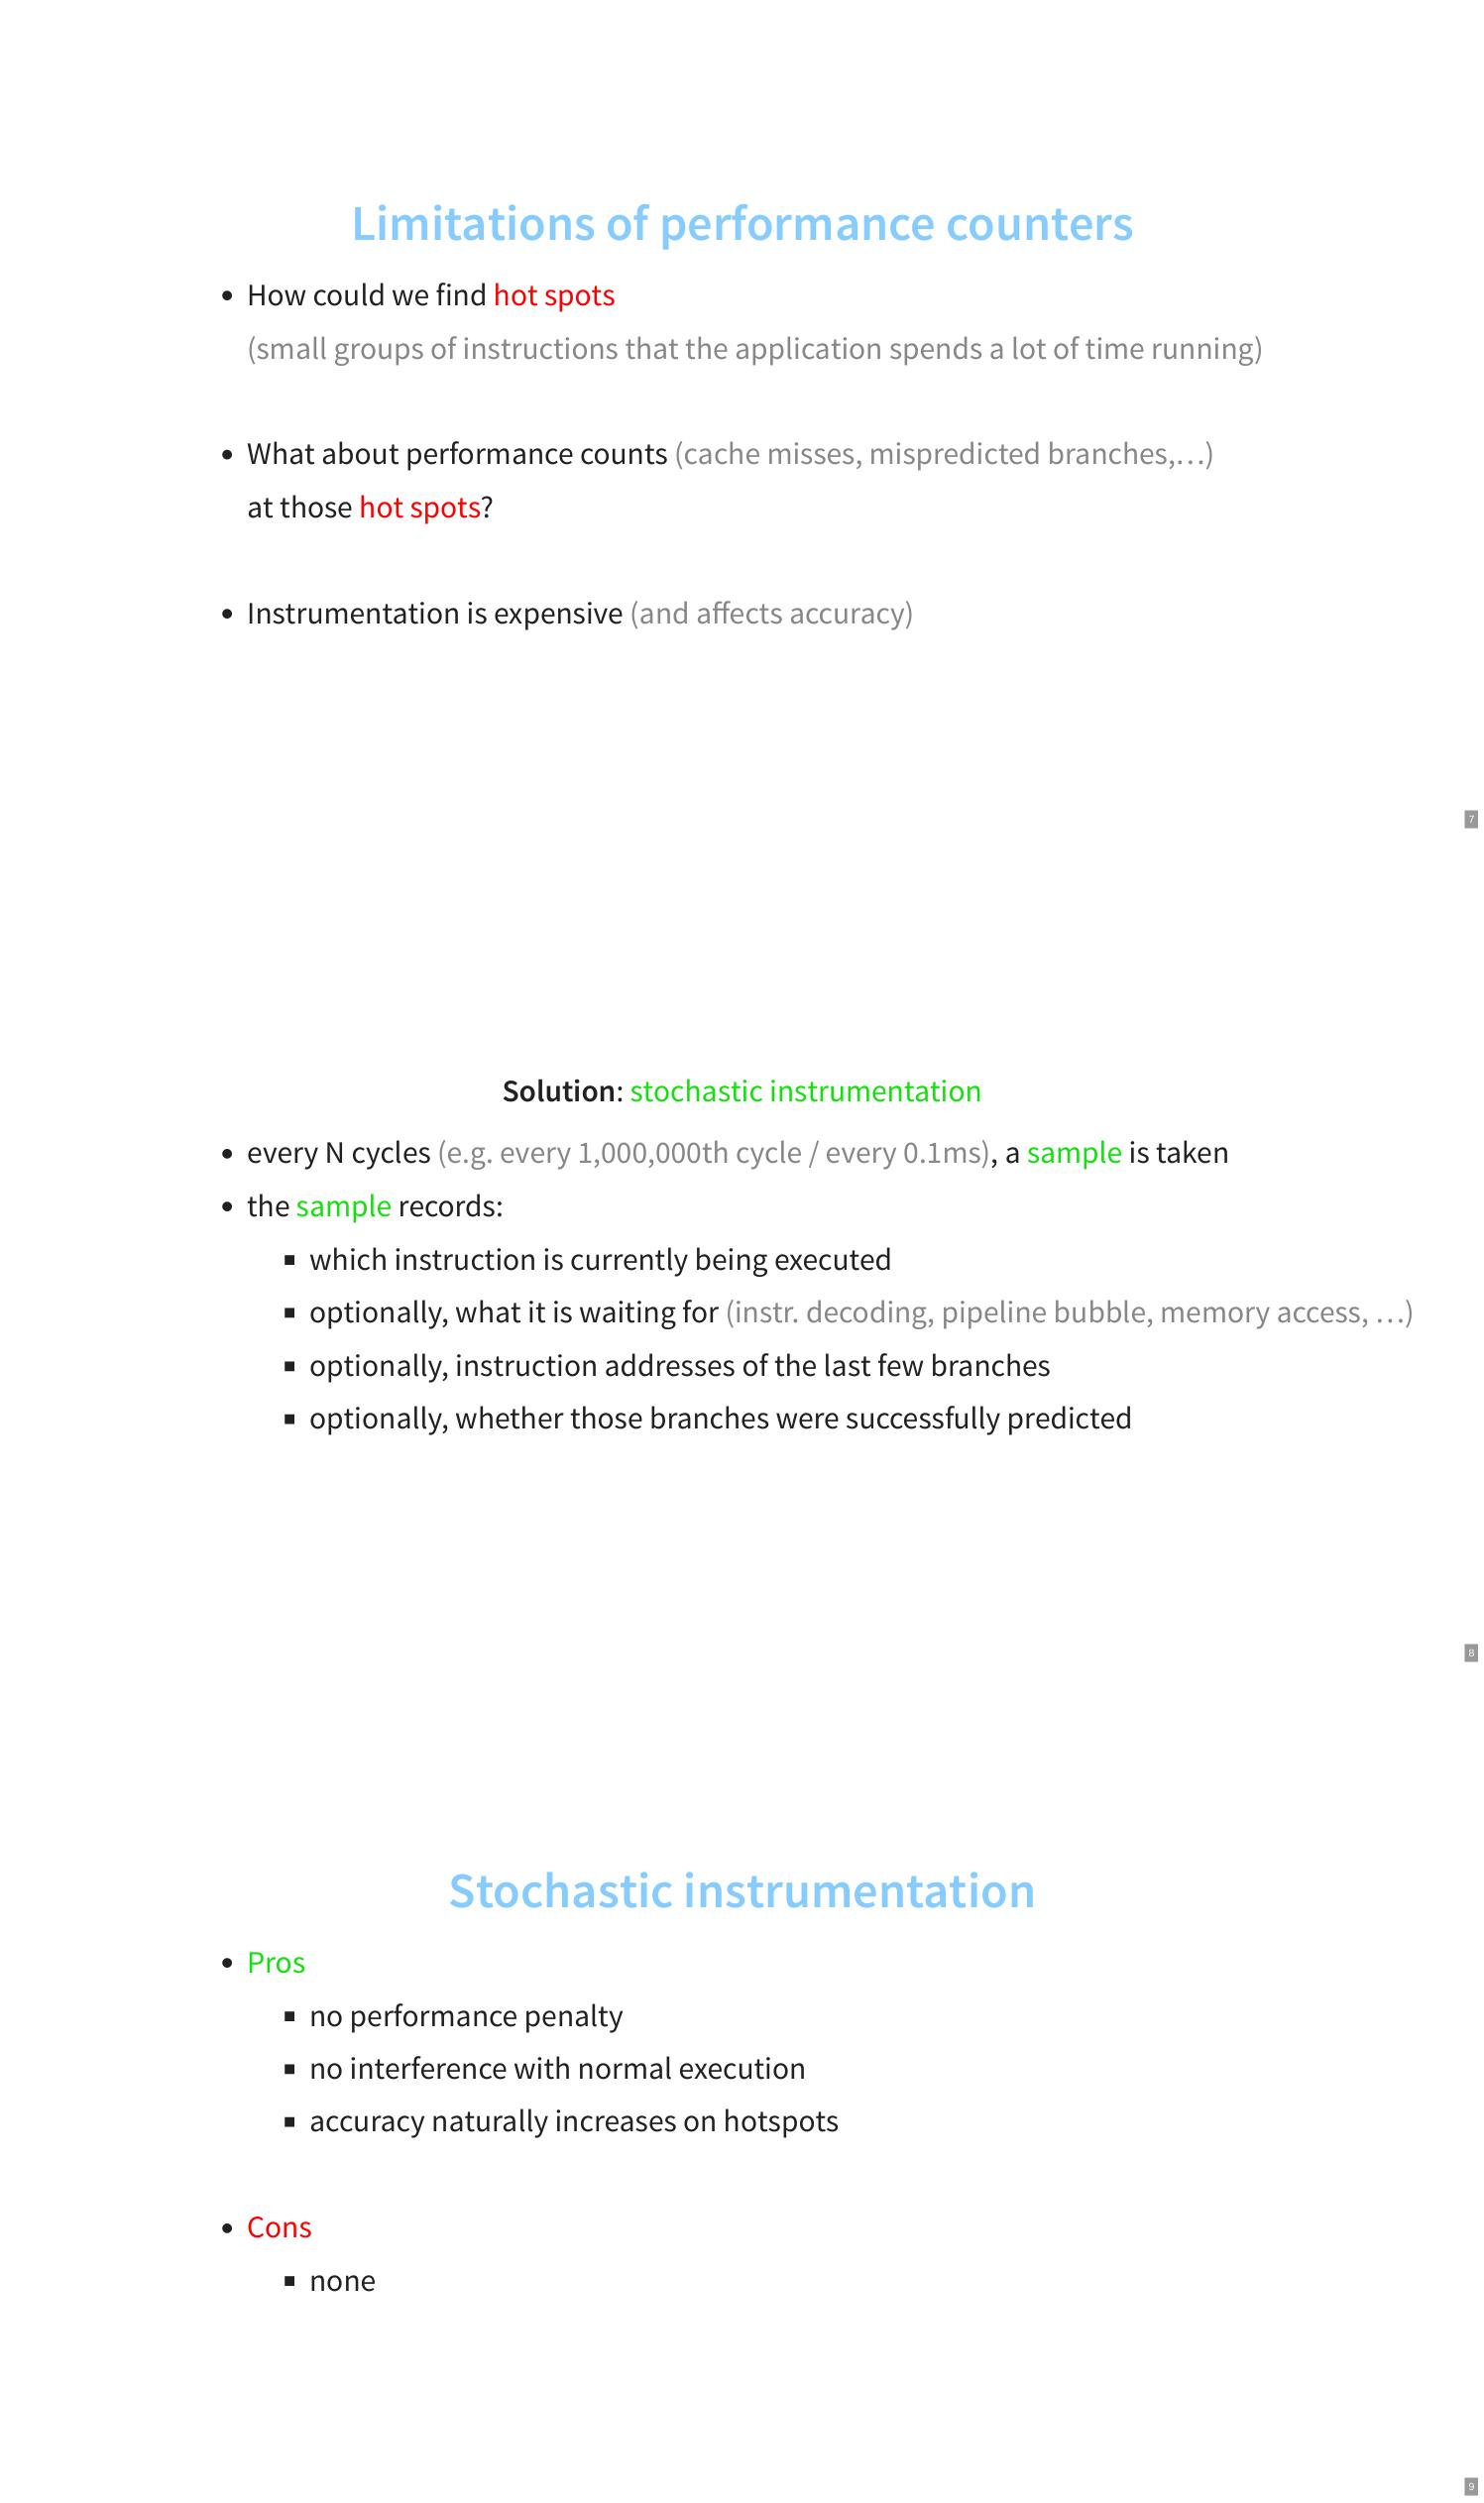 Limitations of performance counters
• How could we find hot spots
(small groups of instructions that the application spends a lot of time running)
• What about performance counts (cache misses, mispredicted branches,…)
at those hot spots?
• Instrumentation is expensive (and affects accuracy)
7
Solution: stochastic instrumentation
• every N cycles (e.g. every 1,000,000th cycle / every 0.1ms), a sample is taken
• the sample records:
▪ which instruction is currently being executed
▪ optionally, what it is waiting for (instr. decoding, pipeline bubble, memory access, …)
▪ optionally, instruction addresses of the last few branches
▪ optionally, whether those branches were successfully predicted
8
Stochastic instrumentation
• Pros
▪ no performance penalty
▪ no interference with normal execution
▪ accuracy naturally increases on hotspots
• Cons
▪ none
9